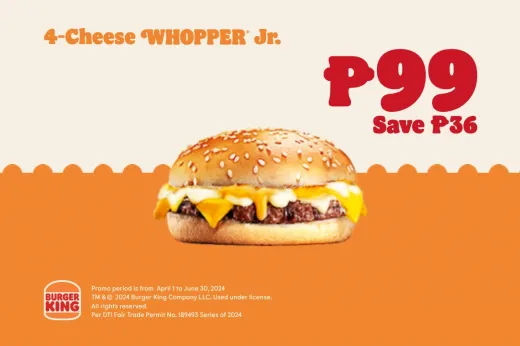 4-Cheese WHOPPER® Jr.
₱99
Save ₱36
BURGER
KING
Promo period is from April 1 to June 30, 2024
TM & © 2024 Burger King Company LLC. Used under license.
All rights reserved.
Per DTI Fair Trade Permit No. 189493 Series of 2024